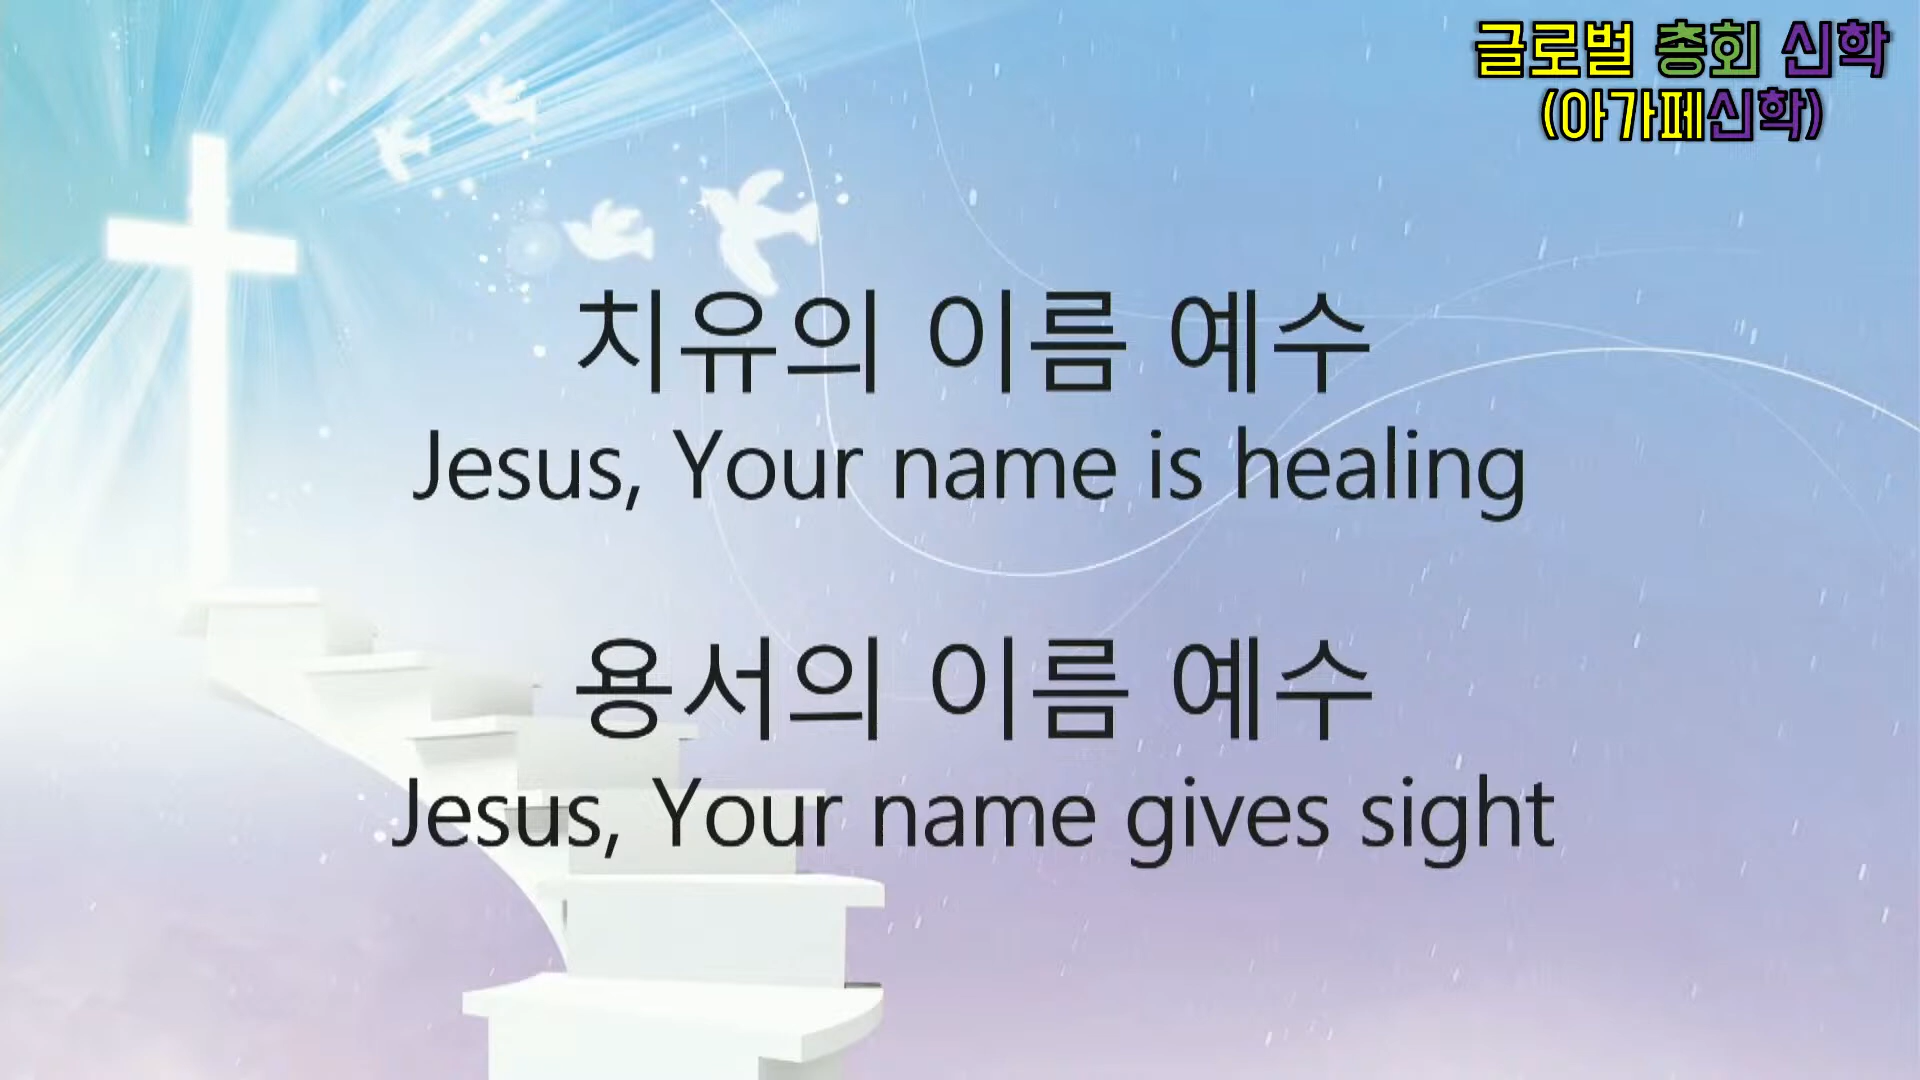 글로벌 총회 신학
(아가페신학)
치유의 이름 예수
Jesus, Your name is healing
용서의 이름 예수
Jesus, Your name gives sight